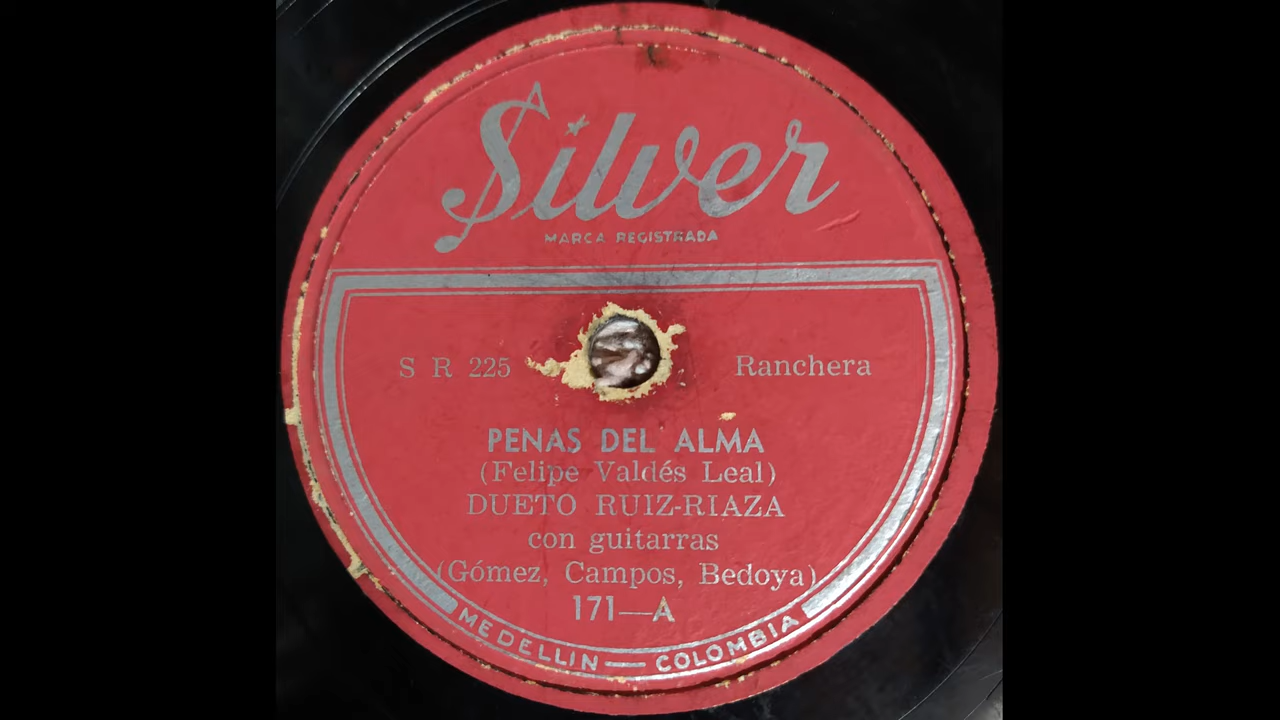 Silver
MARCA REGISTRADA
S R 225 Ranchera
PENAS DEL ALMA
(Felipe Valdés Leal)
DUETO RUIZ-RIAZA
con guitarras
(Gómez, Campos, Bedoya)
171—A
MEDELLIN — COLOMBIA